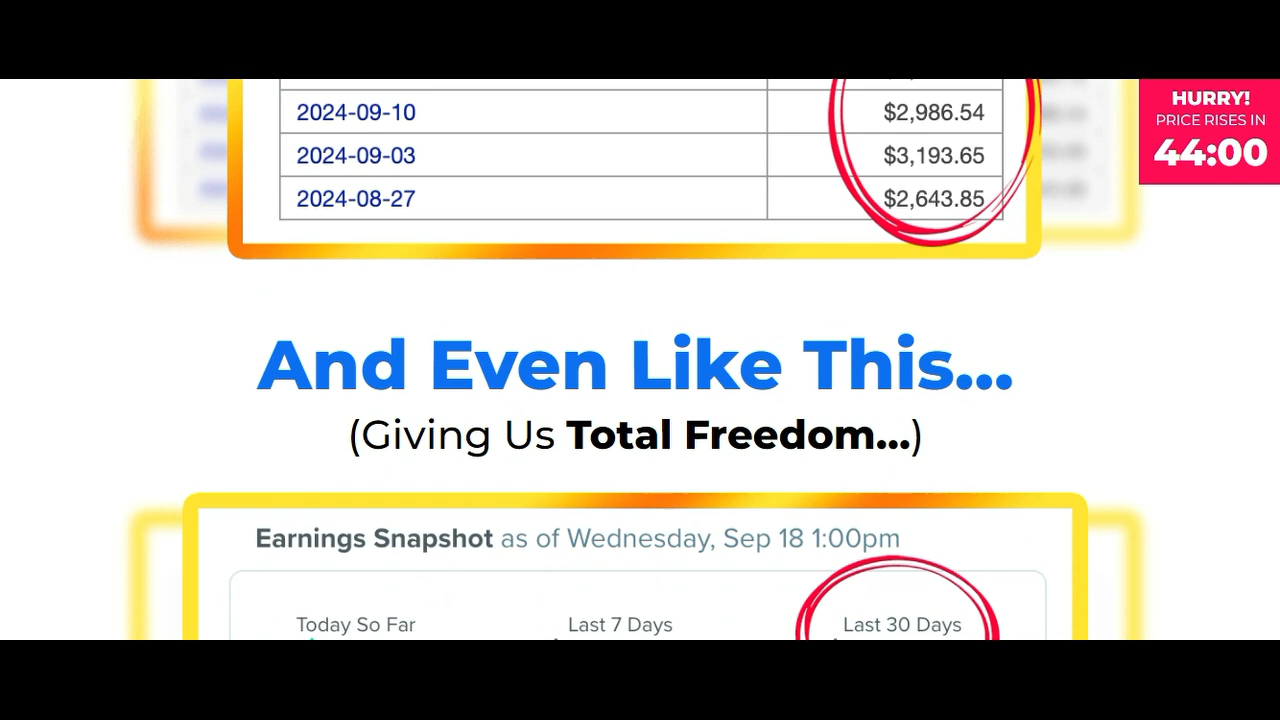 2024-09-10 $2,986.54
HURRY!
PRICE RISES IN
44:00
2024-09-03 $3,193.65
2024-08-27 $2,643.85
And Even Like This...
(Giving Us Total Freedom...)
Earnings Snapshot as of Wednesday, Sep 18 1:00pm
Today So Far Last 7 Days Last 30 Days